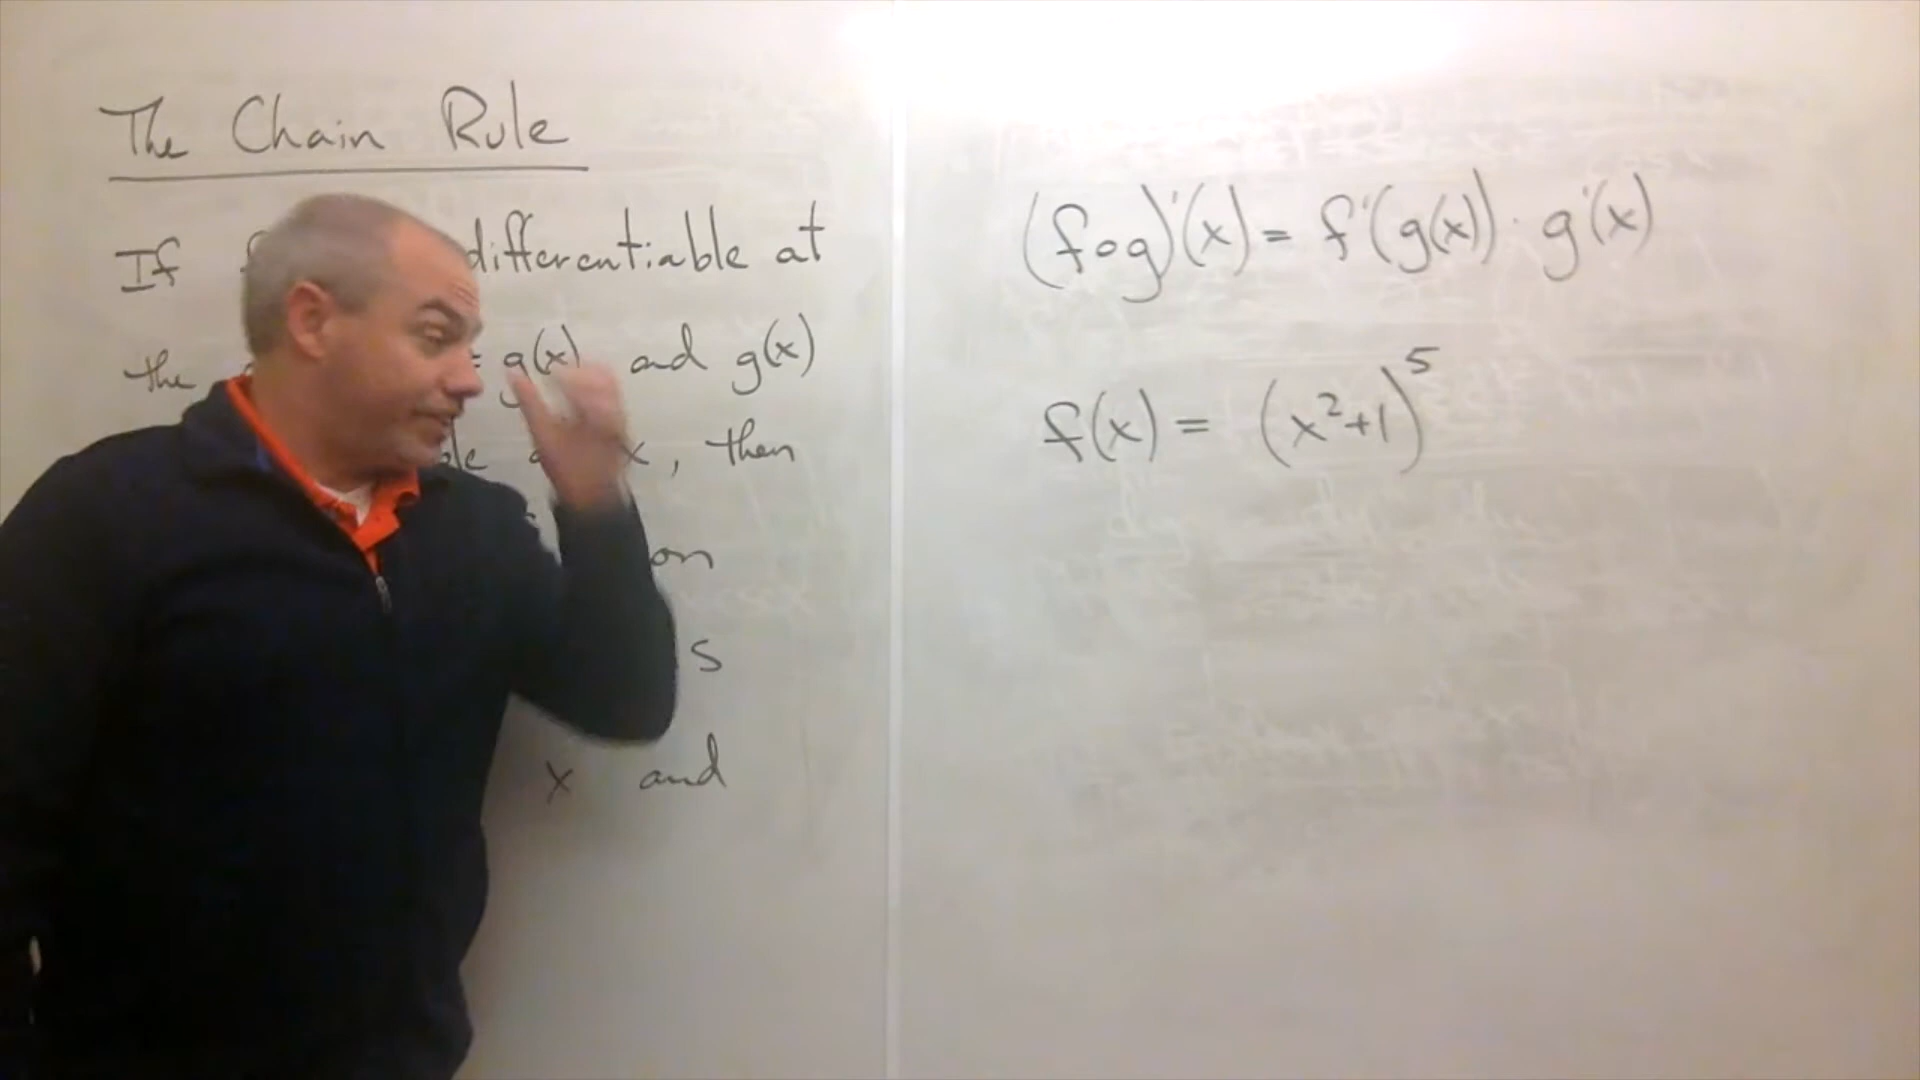 The Chain Rule
If differentiable at
the = g(x) and g(x)
x, then
on
s
x and
(f∘g)'(x) = f'(g(x)) · g'(x)
f(x) = (x²+1)⁵